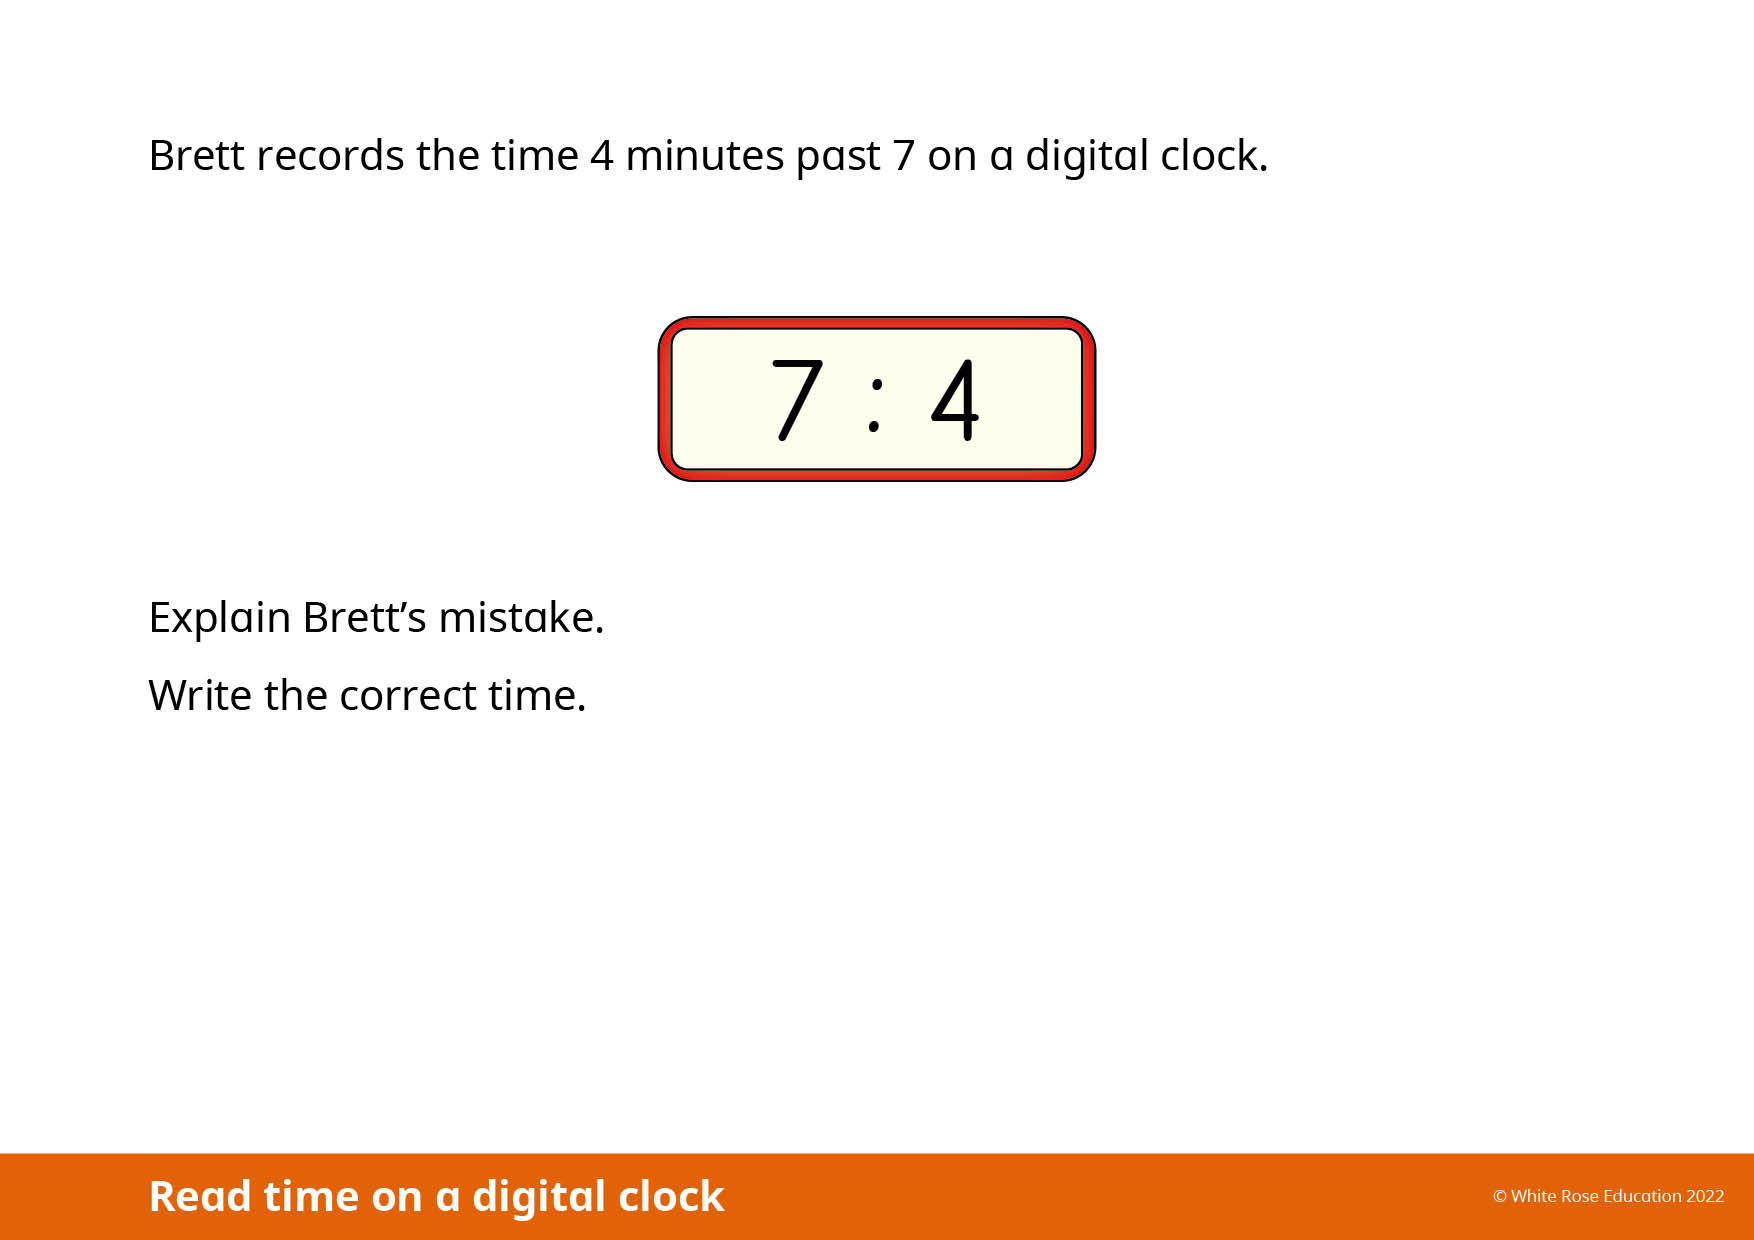 Brett records the time 4 minutes past 7 on a digital clock.
7 : 4
Explain Brett’s mistake.
Write the correct time.
Read time on a digital clock
© White Rose Education 2022